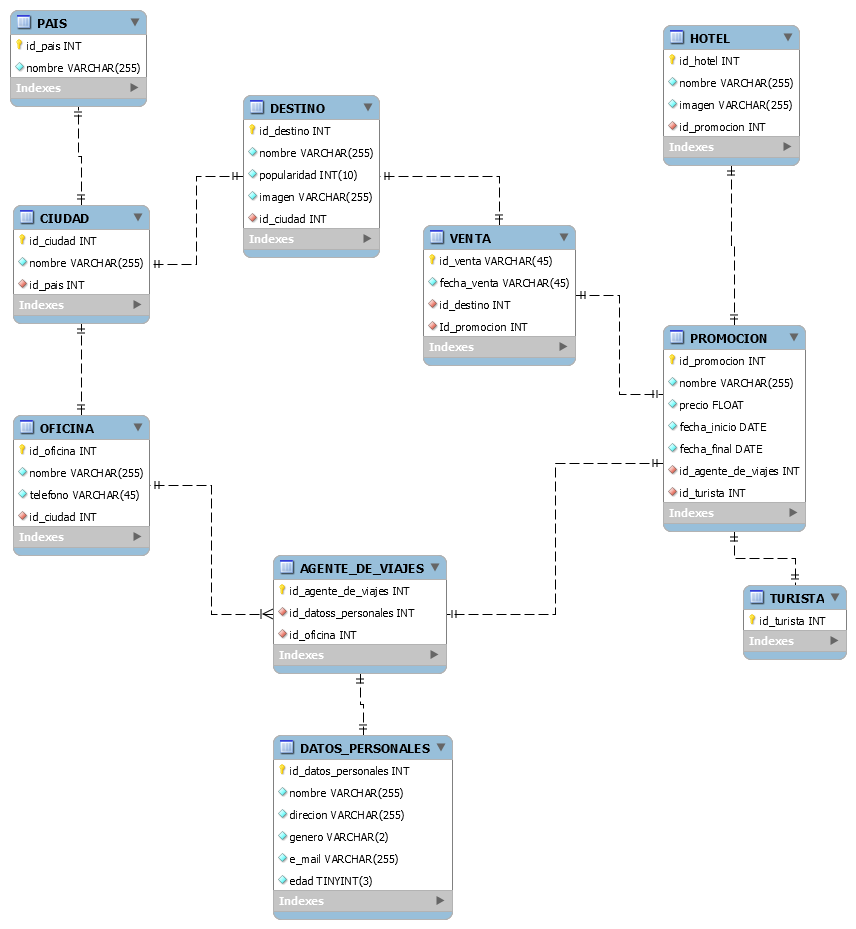 PAIS
id_pais INT
nombre VARCHAR(255)
Indexes
CIUDAD
id_ciudad INT
nombre VARCHAR(255)
id_pais INT
Indexes
OFICINA
id_oficina INT
nombre VARCHAR(255)
telefono VARCHAR(45)
id_ciudad INT
Indexes
DESTINO
id_destino INT
nombre VARCHAR(255)
popularidad INT(10)
imagen VARCHAR(255)
id_ciudad INT
Indexes
VENTA
id_venta VARCHAR(45)
fecha_venta VARCHAR(45)
id_destino INT
Id_promocion INT
Indexes
HOTEL
id_hotel INT
nombre VARCHAR(255)
imagen VARCHAR(255)
id_promocion INT
Indexes
PROMOCION
id_promocion INT
nombre VARCHAR(255)
precio FLOAT
fecha_inicio DATE
fecha_final DATE
id_agente_de_viajes INT
id_turista INT
Indexes
TURISTA
id_turista INT
Indexes
AGENTE_DE_VIAJES
id_agente_de_viajes INT
id_datoss_personales INT
id_oficina INT
Indexes
DATOS_PERSONALES
id_datos_personales INT
nombre VARCHAR(255)
direcion VARCHAR(255)
genero VARCHAR(2)
e_mail VARCHAR(255)
edad TINYINT(3)
Indexes